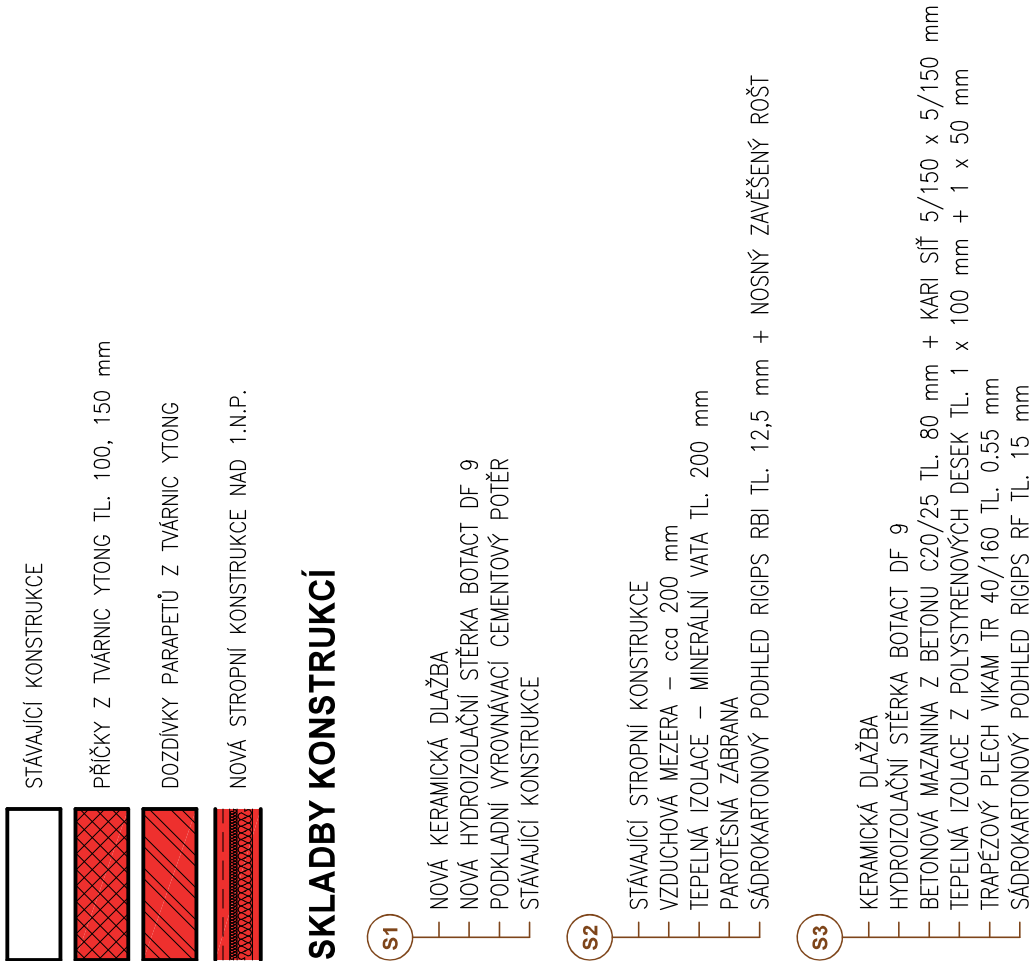 STÁVAJÍCÍ KONSTRUKCE
PŘÍČKY Z TVÁRNIC YTONG TL. 100, 150 mm
DOZDÍVKY PARAPETŮ Z TVÁRNIC YTONG
NOVÁ STROPNÍ KONSTRUKCE NAD 1.N.P.
SKLADBY KONSTRUKCÍ
S1
NOVÁ KERAMICKÁ DLAŽBA
NOVÁ HYDROIZOLAČNÍ STĚRKA BOTACT DF 9
PODKLADNÍ VYROVNÁVACÍ CEMENTOVÝ POTĚR
STÁVAJÍCÍ KONSTRUKCE
S2
STÁVAJÍCÍ STROPNÍ KONSTRUKCE
VZDUCHOVÁ MEZERA – cca 200 mm
TEPELNÁ IZOLACE – MINERÁLNÍ VATA TL. 200 mm
PAROTĚSNÁ ZÁBRANA
SÁDROKARTONOVÝ PODHLED RIGIPS RBI TL. 12,5 mm + NOSNÝ ZAVĚŠENÝ ROŠT
S3
KERAMICKÁ DLAŽBA
HYDROIZOLAČNÍ STĚRKA BOTACT DF 9
BETONOVÁ MAZANINA Z BETONU C20/25 TL. 80 mm + KARI SÍŤ 5/150 x 5/150 mm
TEPELNÁ IZOLACE Z POLYSTYRENOVÝCH DESEK TL. 1 x 100 mm + 1 x 50 mm
TRAPÉZOVÝ PLECH VIKAM TR 40/160 TL. 0.55 mm
SÁDROKARTONOVÝ PODHLED RIGIPS RF TL. 15 mm